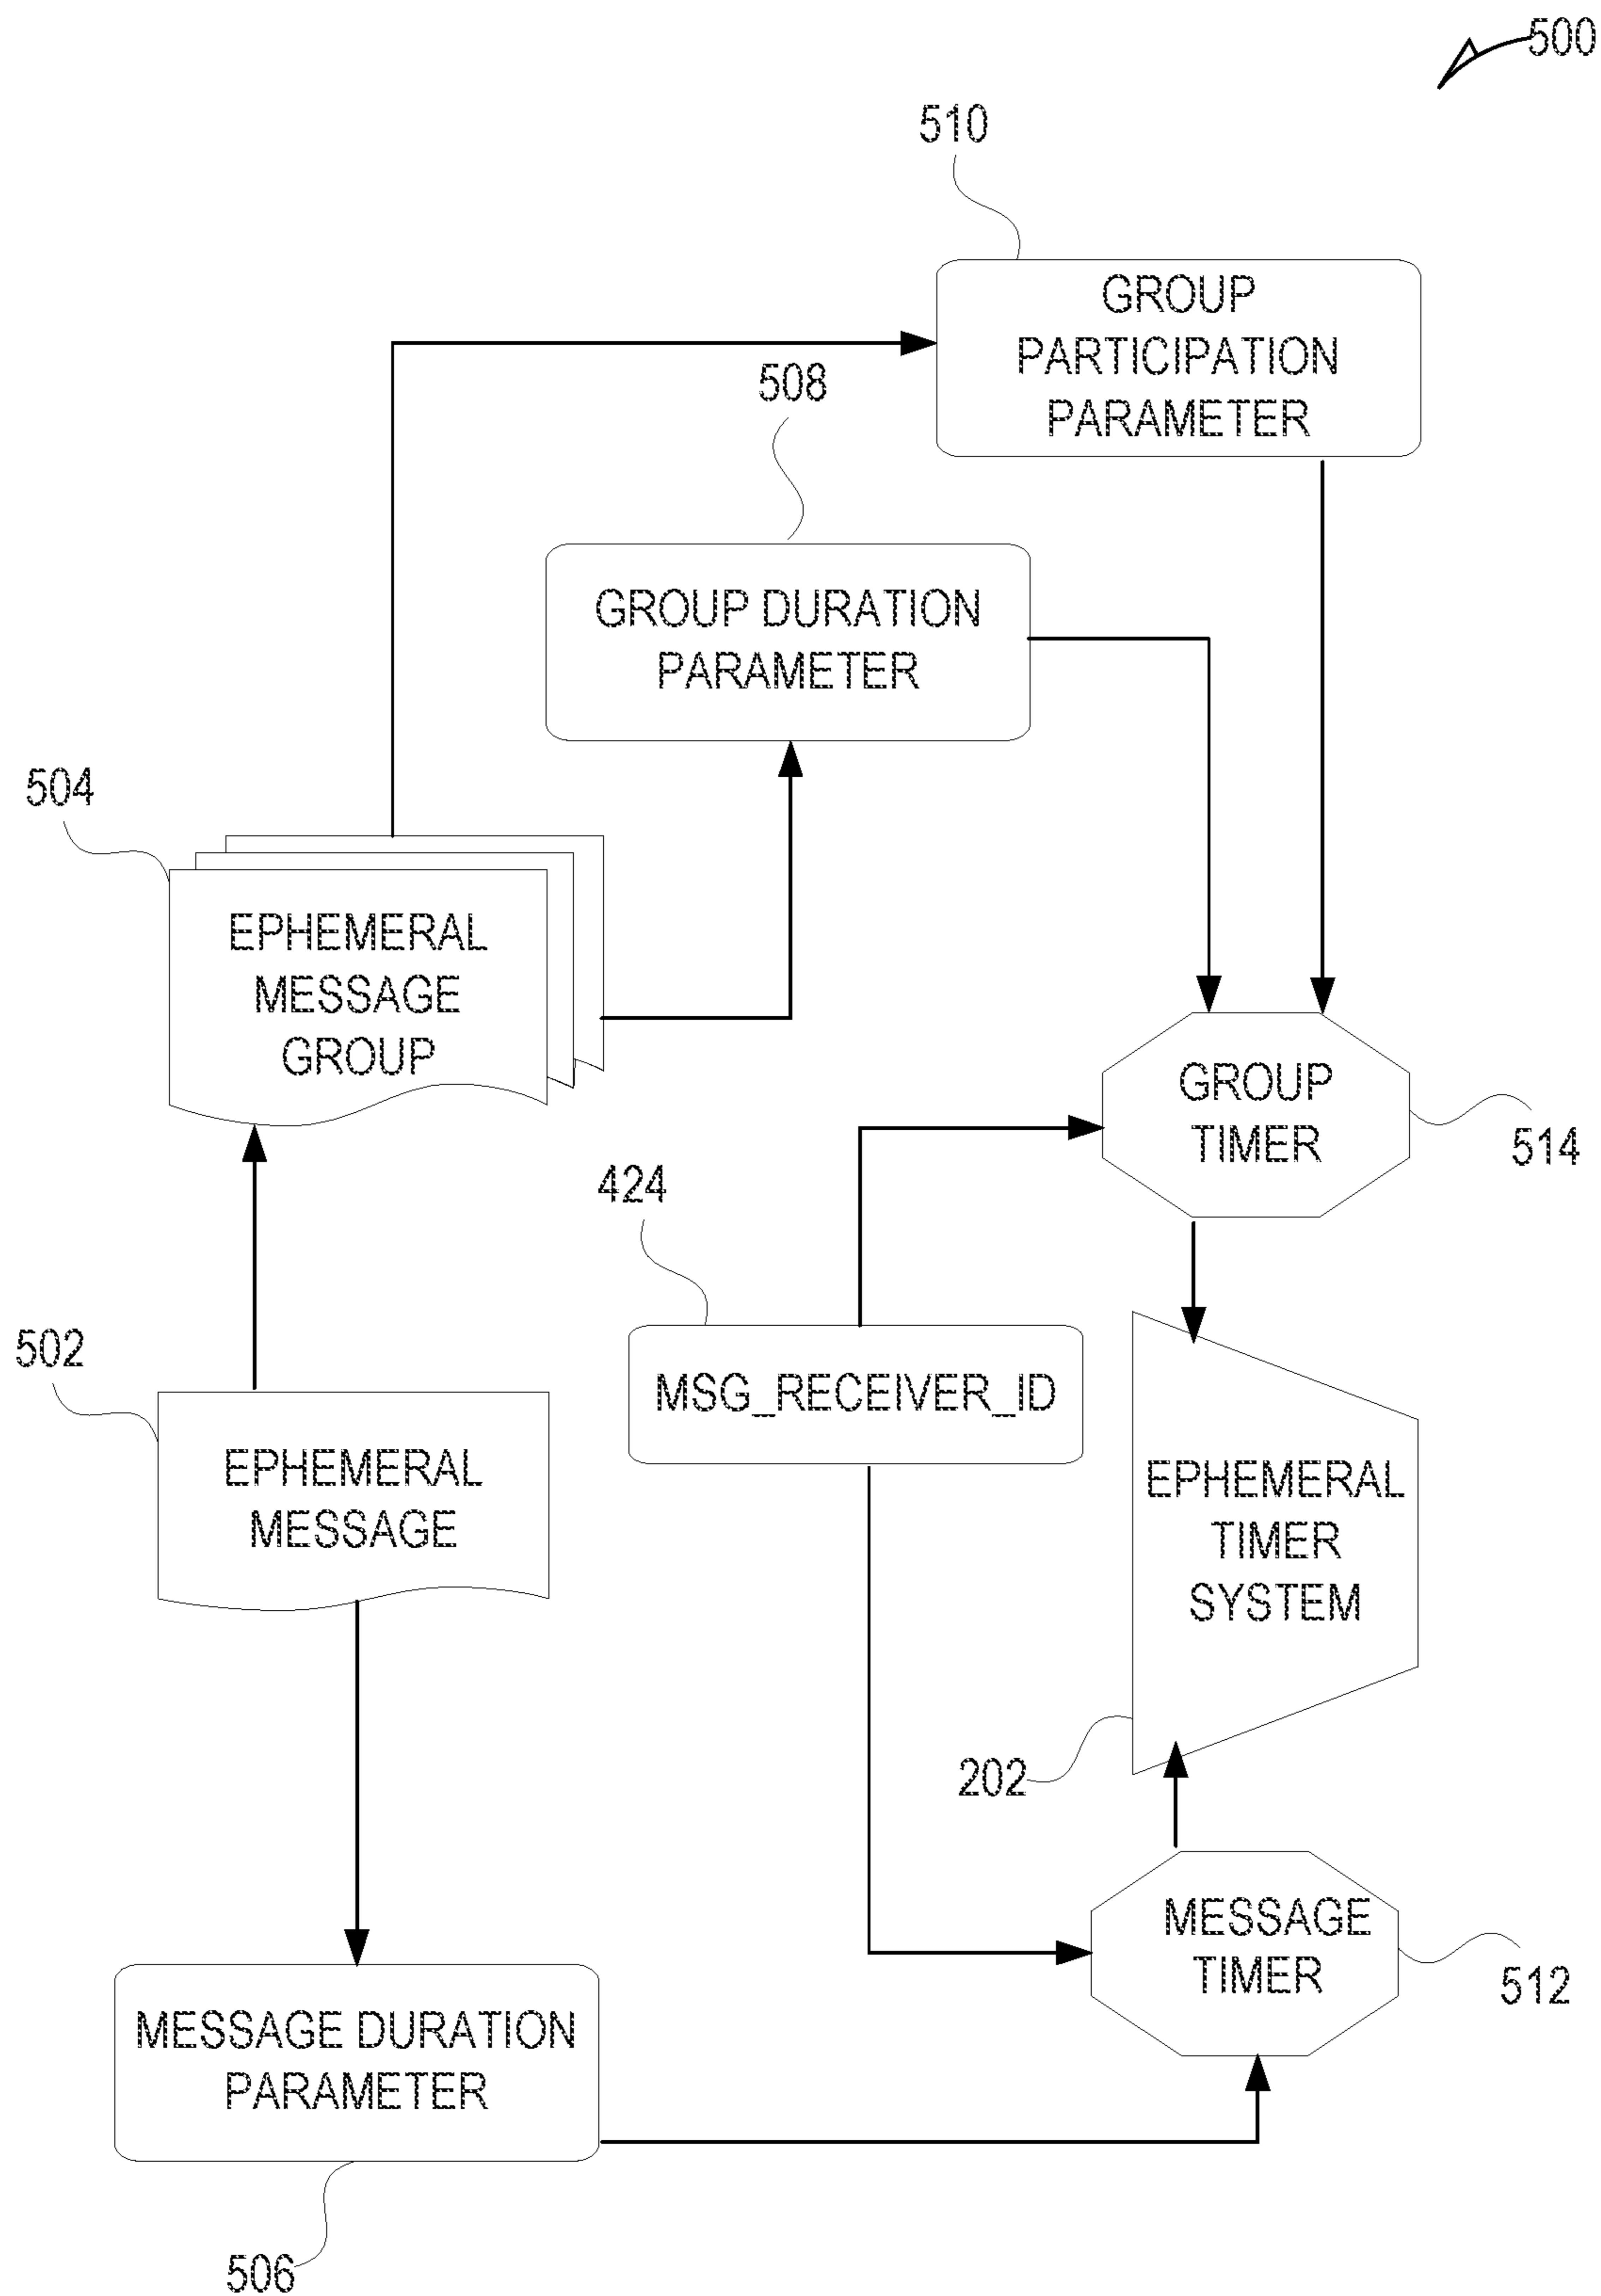 500
510
GROUP
PARTICIPATION
PARAMETER
508
GROUP DURATION
PARAMETER
504
EPHEMERAL
MESSAGE
GROUP
GROUP
TIMER
514
424
MSG_RECEIVER_ID
502
EPHEMERAL
MESSAGE
EPHEMERAL
TIMER
SYSTEM
202
MESSAGE
TIMER
512
MESSAGE DURATION
PARAMETER
506